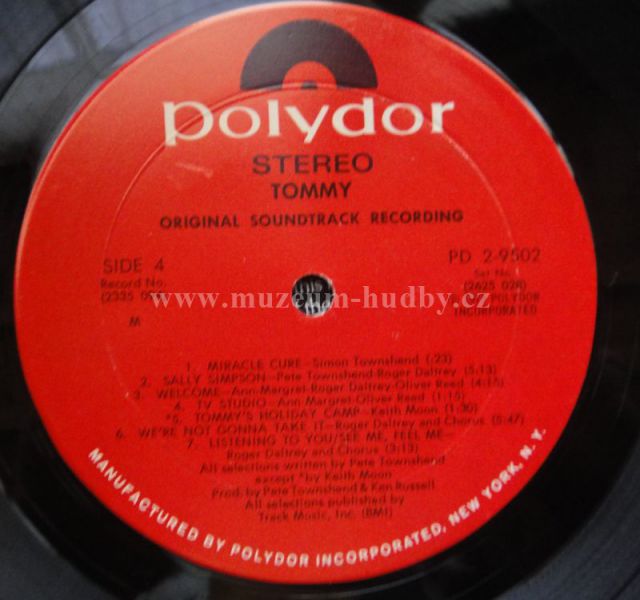 polydor
STEREO
TOMMY
ORIGINAL SOUNDTRACK RECORDING
SIDE 4
Record No.
(2335
M
PD 2-9502
Set No.
(2625 028)
POLYDOR
INCORPORATED
www.muzeum-hudby.cz
1. MIRACLE CURE—Simon Townshend (:23)
2. SALLY SIMPSON—Pete Townshend-Roger Daltrey (5:13)
3. WELCOME—Ann-Margret-Roger Daltrey-Oliver Reed (4:15)
4. TV STUDIO—Ann Margret-Oliver Reed (1:15)
*5. TOMMY'S HOLIDAY CAMP—Keith Moon (1:30)
6. WE'RE NOT GONNA TAKE IT—Roger Daltrey and Chorus (5:47)
7. LISTENING TO YOU/SEE ME, FEEL ME—
Roger Daltrey and Chorus (3:13)
All selections written by Pete Townshend
except *by Keith Moon
Prod. by Pete Townshend & Ken Russell
All selections published by
Track Music, Inc. (BMI)
MANUFACTURED BY POLYDOR INCORPORATED, NEW YORK, N. Y.